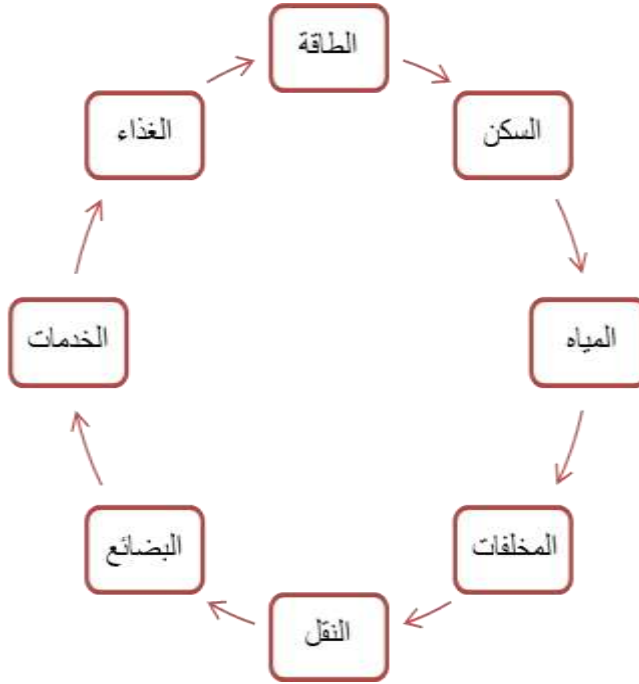 الطاقة
السكن
المياه
المخلفات
النقل
البضائع
الخدمات
الغذاء